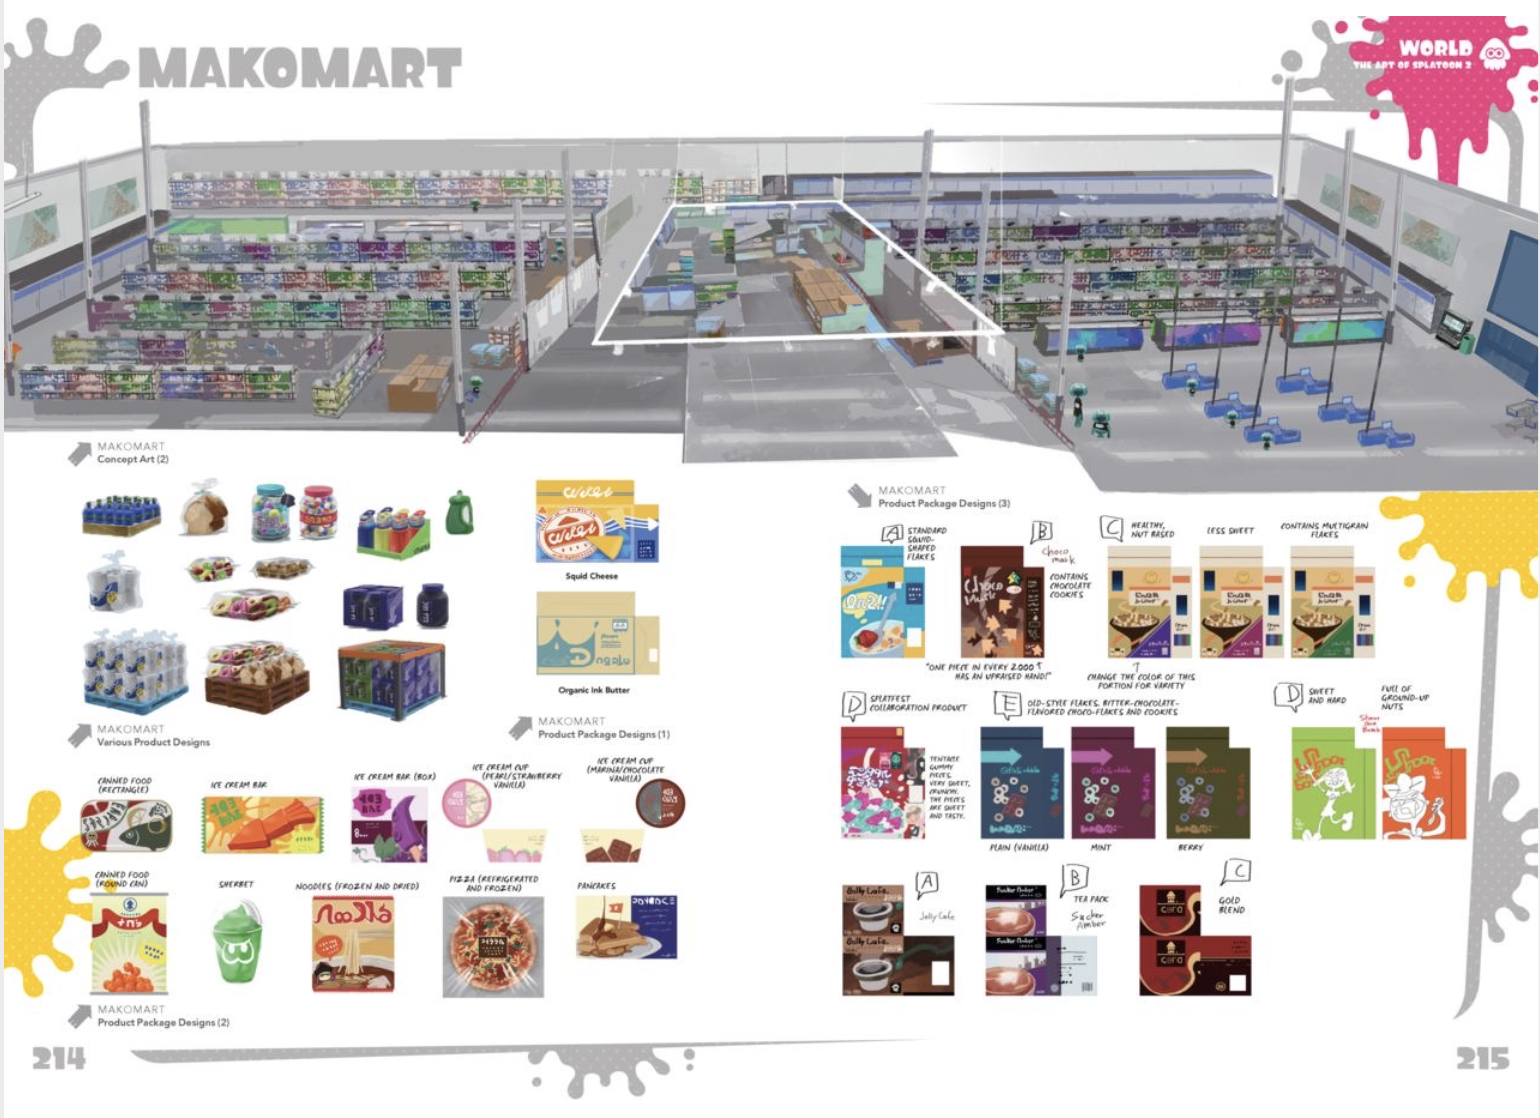 MAKOMART
WORLD
THE ART OF SPLATOON 2
MAKOMART
Concept Art (2)
Squid Cheese
Organic Ink Butter
MAKOMART
Various Product Designs
MAKOMART
Product Package Designs (1)
CANNED FOOD
(RECTANGLE)
ICE CREAM BAR
ICE CREAM BAR (BOX)
ICE CREAM CUP
(PEARL/STRAWBERRY
VANILLA)
ICE CREAM CUP
(MARINA/CHOCOLATE
VANILLA)
CANNED FOOD
(ROUND CAN)
SHERBET
NOODLES (FROZEN AND DRIED)
PIZZA (REFRIGERATED
AND FROZEN)
PANCAKES
MAKOMART
Product Package Designs (2)
214
MAKOMART
Product Package Designs (3)
A
STANDARD
SQUID-
SHAPED
FLAKES
B
Choco
mask
CONTAINS
CHOCOLATE
COOKIES
C
HEALTHY,
NUT BASED
LESS SWEET
CONTAINS MULTIGRAIN
FLAKES
"ONE PIECE IN EVERY 2,000
HAS AN UPRAISED HAND!"
CHANGE THE COLOR OF THIS
PORTION FOR VARIETY
D
SPLATFEST
COLLABORATION PRODUCT
TENTACLE
GUMMY
PIECES.
VERY SWEET,
CRUNCHY.
THE PIECES
ARE SWEET
AND TASTY.
E
OLD-STYLE FLAKES. BITTER-CHOCOLATE-
FLAVORED CHOCO-FLAKES AND COOKIES
PLAIN (VANILLA)
MINT
BERRY
D
SWEET
AND HARD
FULL OF
GROUND-UP
NUTS
A
Jelly Cafe
B
TEA PACK
Sucker
Amber
C
GOLD
BLEND
215